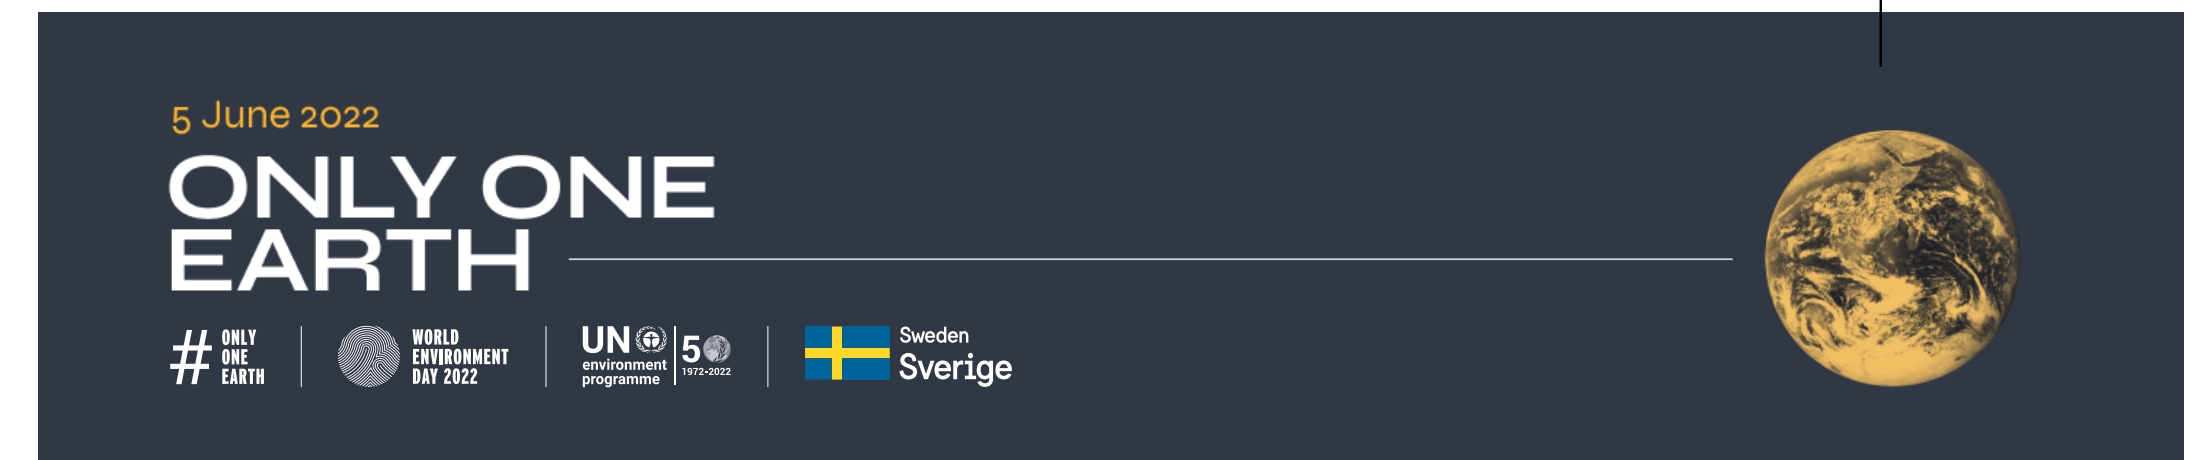 5 June 2022
ONLY ONE
EARTH
# ONLY
ONE
EARTH
WORLD
ENVIRONMENT
DAY 2022
UN
environment
programme
50
1972-2022
Sweden
Sverige